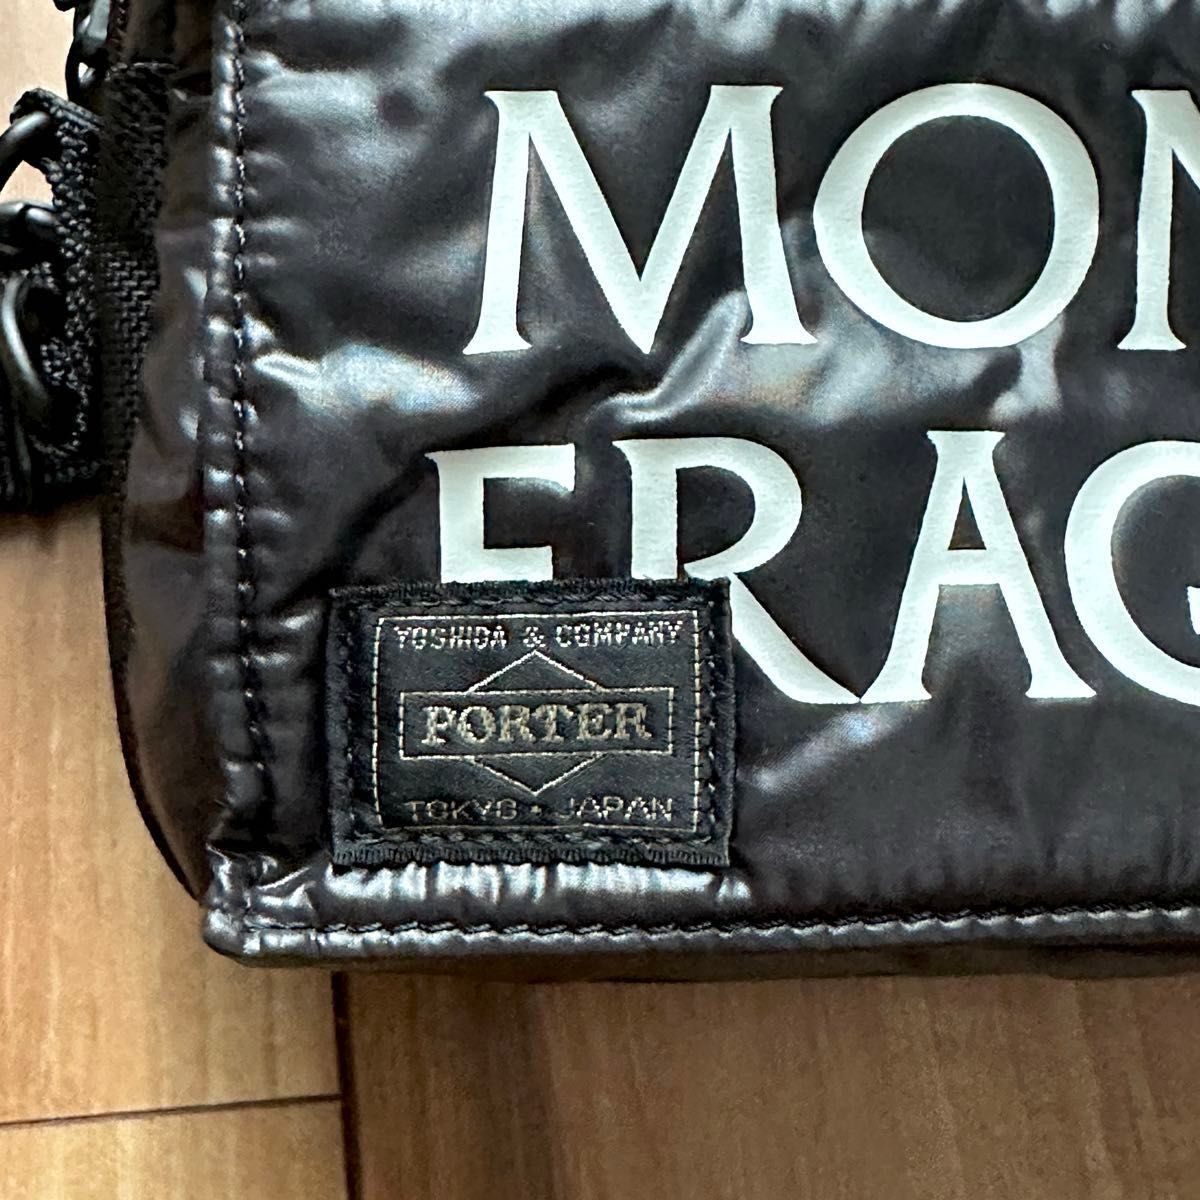 MON
FRAG
YOSHIDA & COMPANY
PORTER
TOKYO • JAPAN